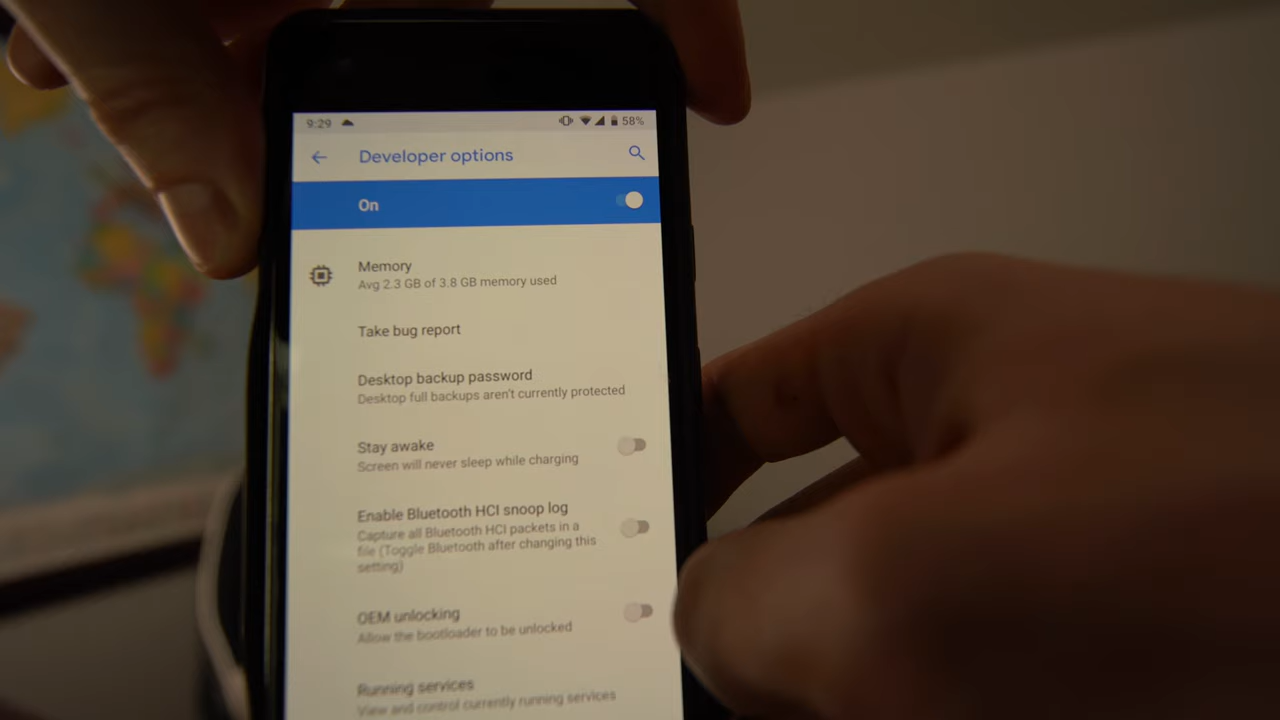 9:29 58%
Developer options
On
Memory
Avg 2.3 GB of 3.8 GB memory used
Take bug report
Desktop backup password
Desktop full backups aren't currently protected
Stay awake
Screen will never sleep while charging
Enable Bluetooth HCI snoop log
Capture all Bluetooth HCI packets in a
file (Toggle Bluetooth after changing this
setting)
OEM unlocking
Allow the bootloader to be unlocked
Running services
View and control currently running services